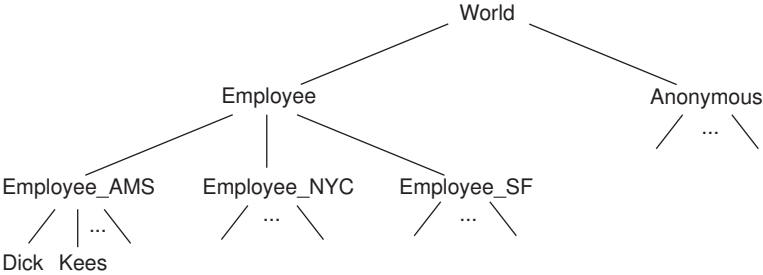 World
Employee
Anonymous
...
Employee_AMS
Employee_NYC
Employee_SF
...
...
...
Dick
Kees